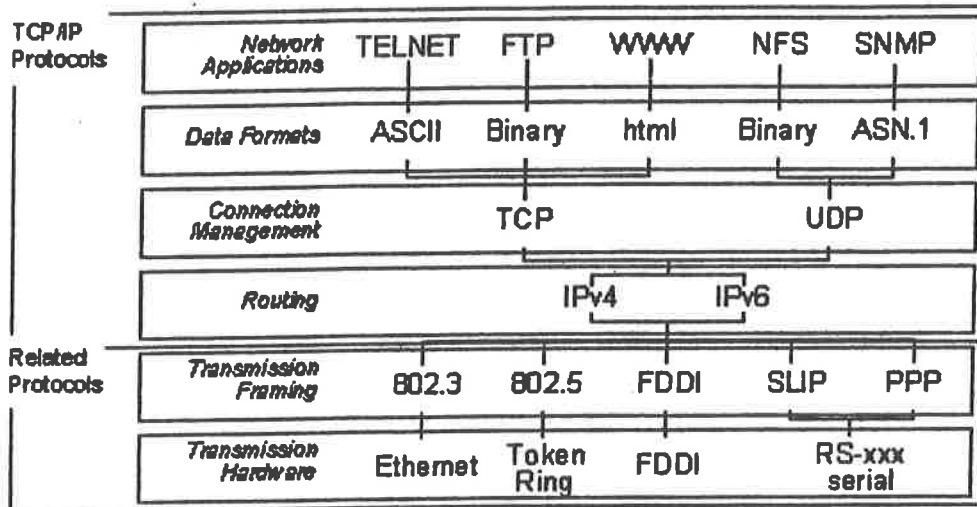 TCP/IP
Protocols
Network
Applications
TELNET FTP WWW NFS SNMP
Data Formats
ASCII Binary html Binary ASN.1
Connection
Management
TCP UDP
Routing
IPv4 IPv6
Related
Protocols
Transmission
Framing
802.3 802.5 FDDI SLIP PPP
Transmission
Hardware
Ethernet Token
Ring FDDI RS-xxx
serial